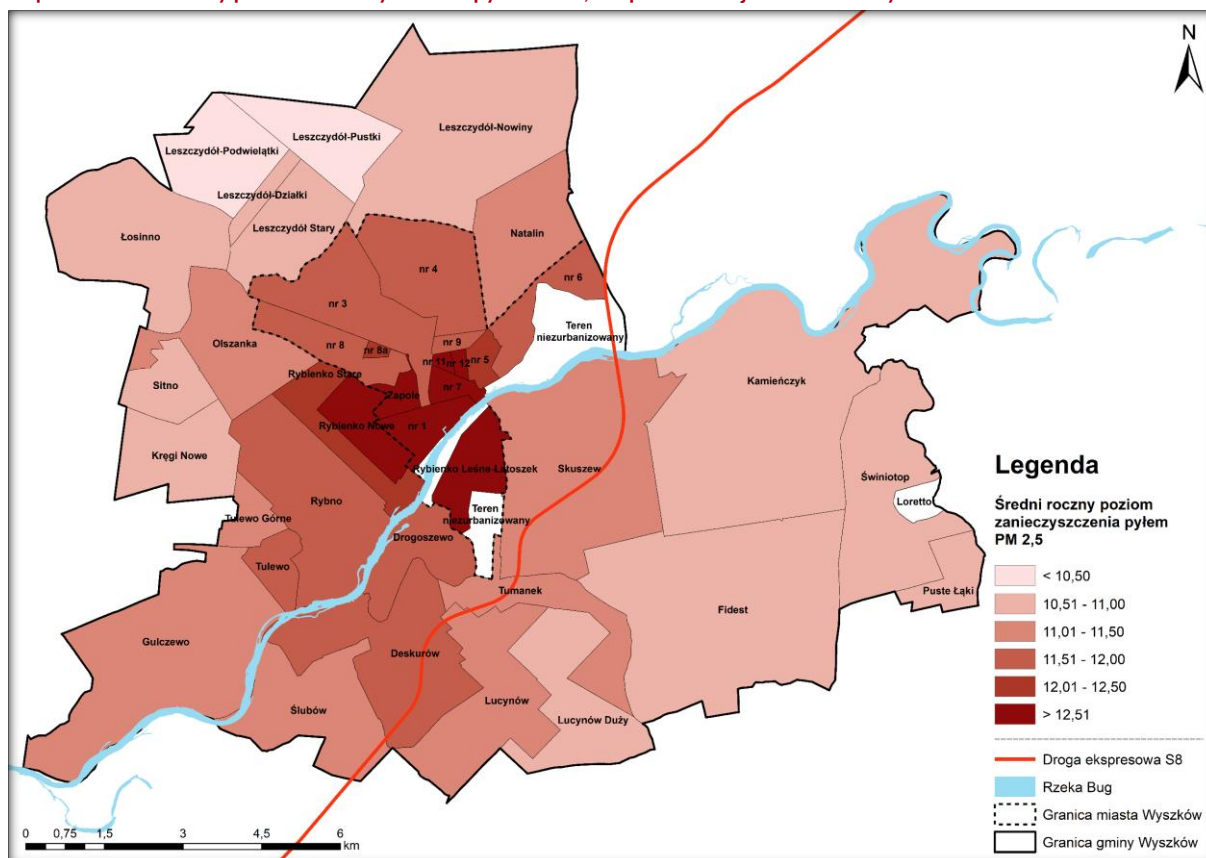 N
Leszczydół-Pustki
Leszczydół-Nowiny
Leszczydół-Podwielątki
Leszczydół-Działki
Leszczydół Stary
Łosinno
Natalin
nr 4
nr 6
nr 3
Teren
niezurbanizowany
Olszanka
nr 8
nr 8a
nr 9
nr 11
nr 12
nr 5
Rybienko Stare
Sitno
Zapole
nr 7
Kamieńczyk
Rybienko Nowe
nr 1
Kręgi Nowe
Rybienko Leśne-Latoszek
Skuszew
Świniotop
Loretto
Rybno
Teren
niezurbanizowany
Tulewo Górne
Drogoszewo
Tulewo
Tumanek
Puste Łąki
Fidest
Gulczewo
Deskurów
Ślubów
Lucynów
Lucynów Duży
Legenda
Średni roczny poziom
zanieczyszczenia pyłem
PM 2,5
< 10,50
10,51 - 11,00
11,01 - 11,50
11,51 - 12,00
12,01 - 12,50
> 12,51
Droga ekspresowa S8
Rzeka Bug
Granica miasta Wyszków
Granica gminy Wyszków
0 0,75 1,5 3 4,5 6
km